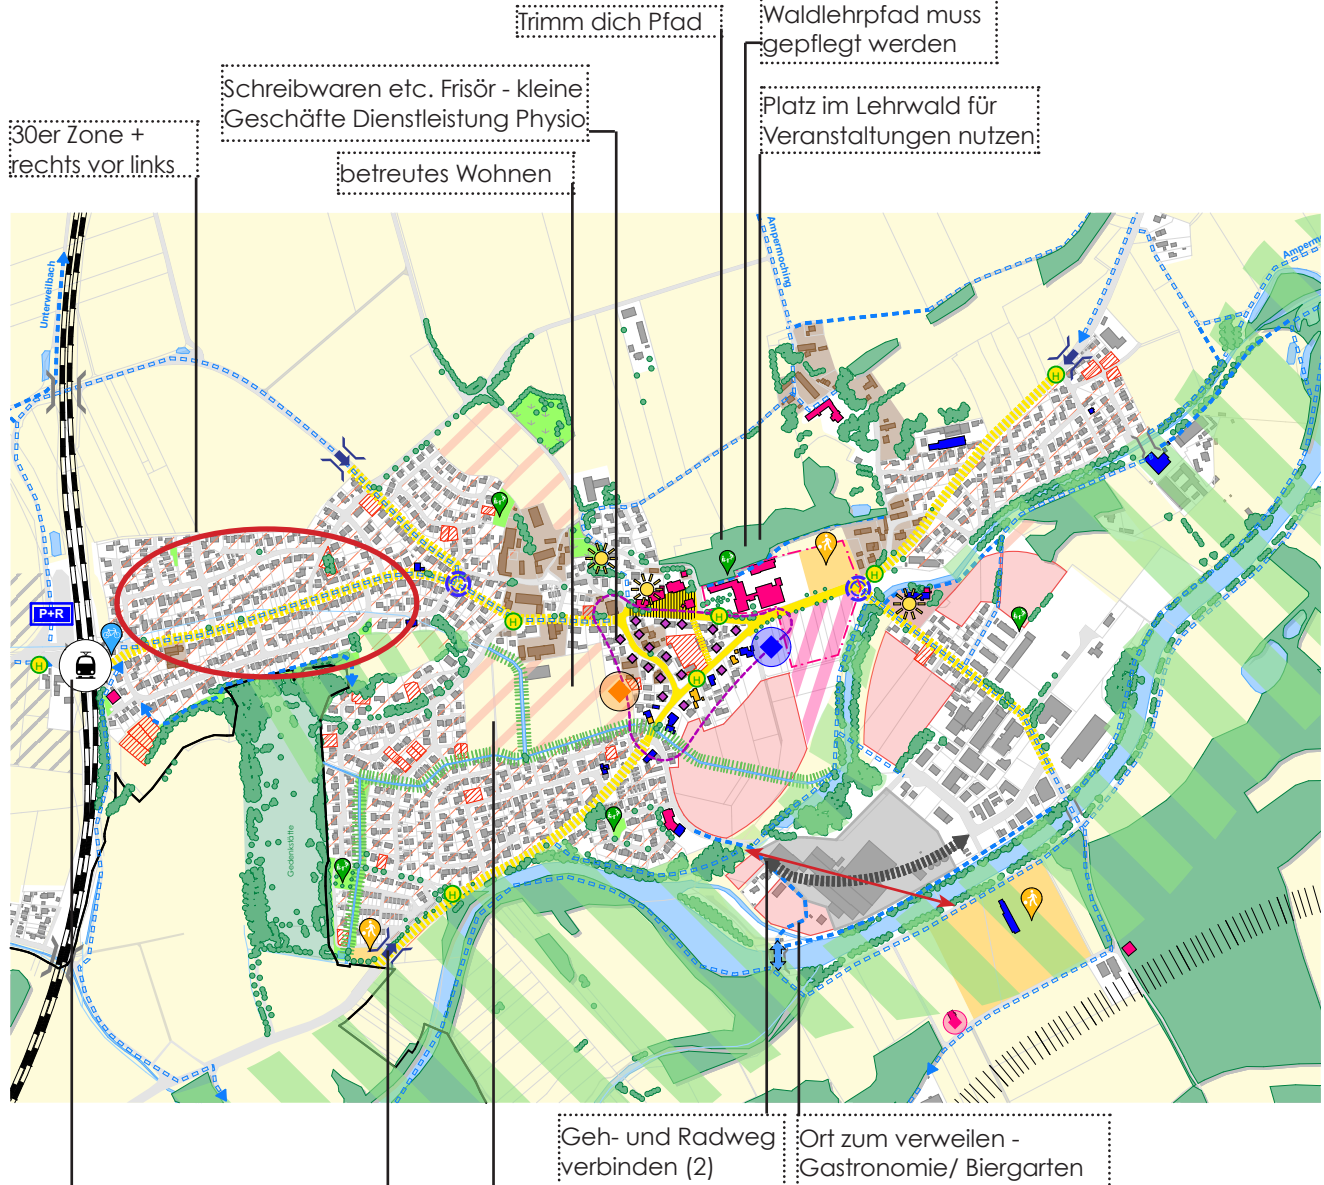 Trimm dich Pfad
Waldlehrpfad muss
gepflegt werden
Schreibwaren etc. Frisör - kleine
Geschäfte Dienstleistung Physio
Platz im Lehrwald für
Veranstaltungen nutzen
30er Zone +
rechts vor links
betreutes Wohnen
Unterweilbach
Ampermoching
Ampermoc
H
H
P+R
H
H
H
H
H
Gedenkstätte
H
Geh- und Radweg
verbinden (2)
Ort zum verweilen -
Gastronomie/ Biergarten